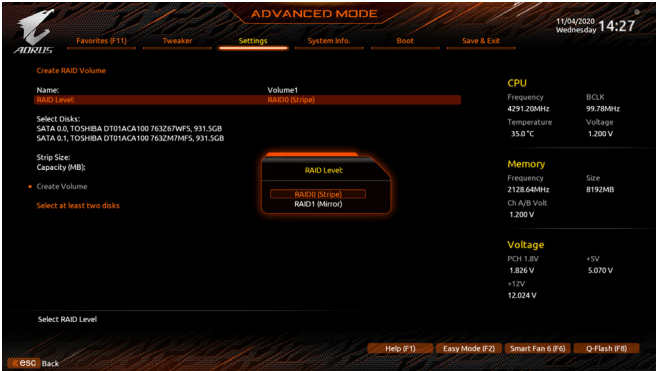 ADVANCED MODE
11/04/2020
Wednesday 14:27
AORUS
Favorites (F11) Tweaker Settings System Info. Boot Save & Exit
Create RAID Volume
Name: Volume1
RAID Level: RAID0 (Stripe)
Select Disks:
SATA 0.0, TOSHIBA DT01ACA100 763Z67WFS, 931.5GB
SATA 0.1, TOSHIBA DT01ACA100 763ZM7MFS, 931.5GB
Strip Size:
Capacity (MB):
Create Volume
Select at least two disks
RAID Level:
RAID0 (Stripe)
RAID1 (Mirror)
CPU
Frequency BCLK
4291.20MHz 99.78MHz
Temperature Voltage
35.0 °C 1.200 V
Memory
Frequency Size
2128.64MHz 8192MB
Ch A/B Volt
1.200 V
Voltage
PCH 1.8V +5V
1.826 V 5.070 V
+12V
12.024 V
Select RAID Level
Help (F1) Easy Mode (F2) Smart Fan 6 (F6) Q-Flash (F8)
esc Back